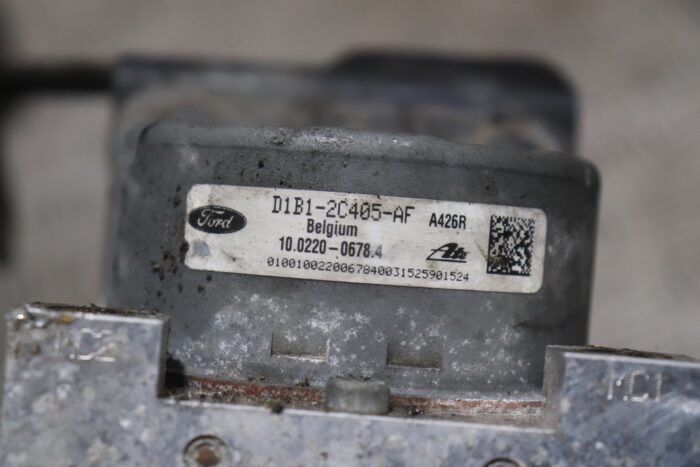 Ford
D1B1-2C405-AF A426R
Belgium
10.0220-0678.4 Ate
0100100220067840031525901524
MC2
MC1